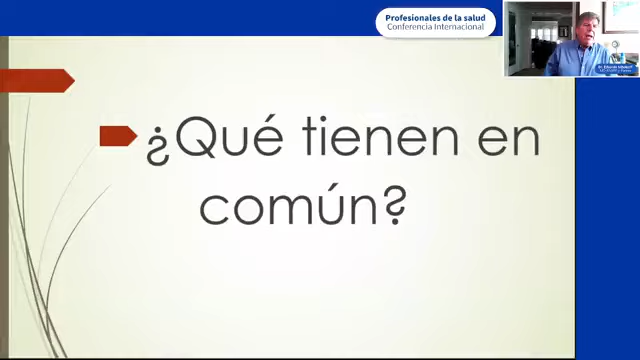 Profesionales de la salud
Conferencia Internacional
¿Qué tienen en
común?